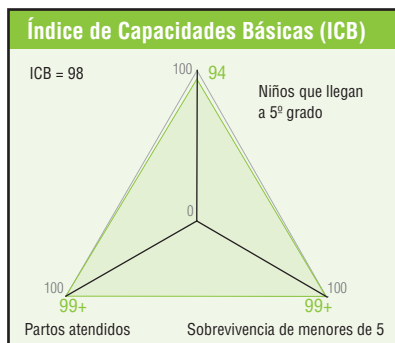 Índice de Capacidades Básicas (ICB)
ICB = 98
100
94
Niños que llegan
a 5º grado
0
100
99+
100
99+
Partos atendidos
Sobrevivencia de menores de 5